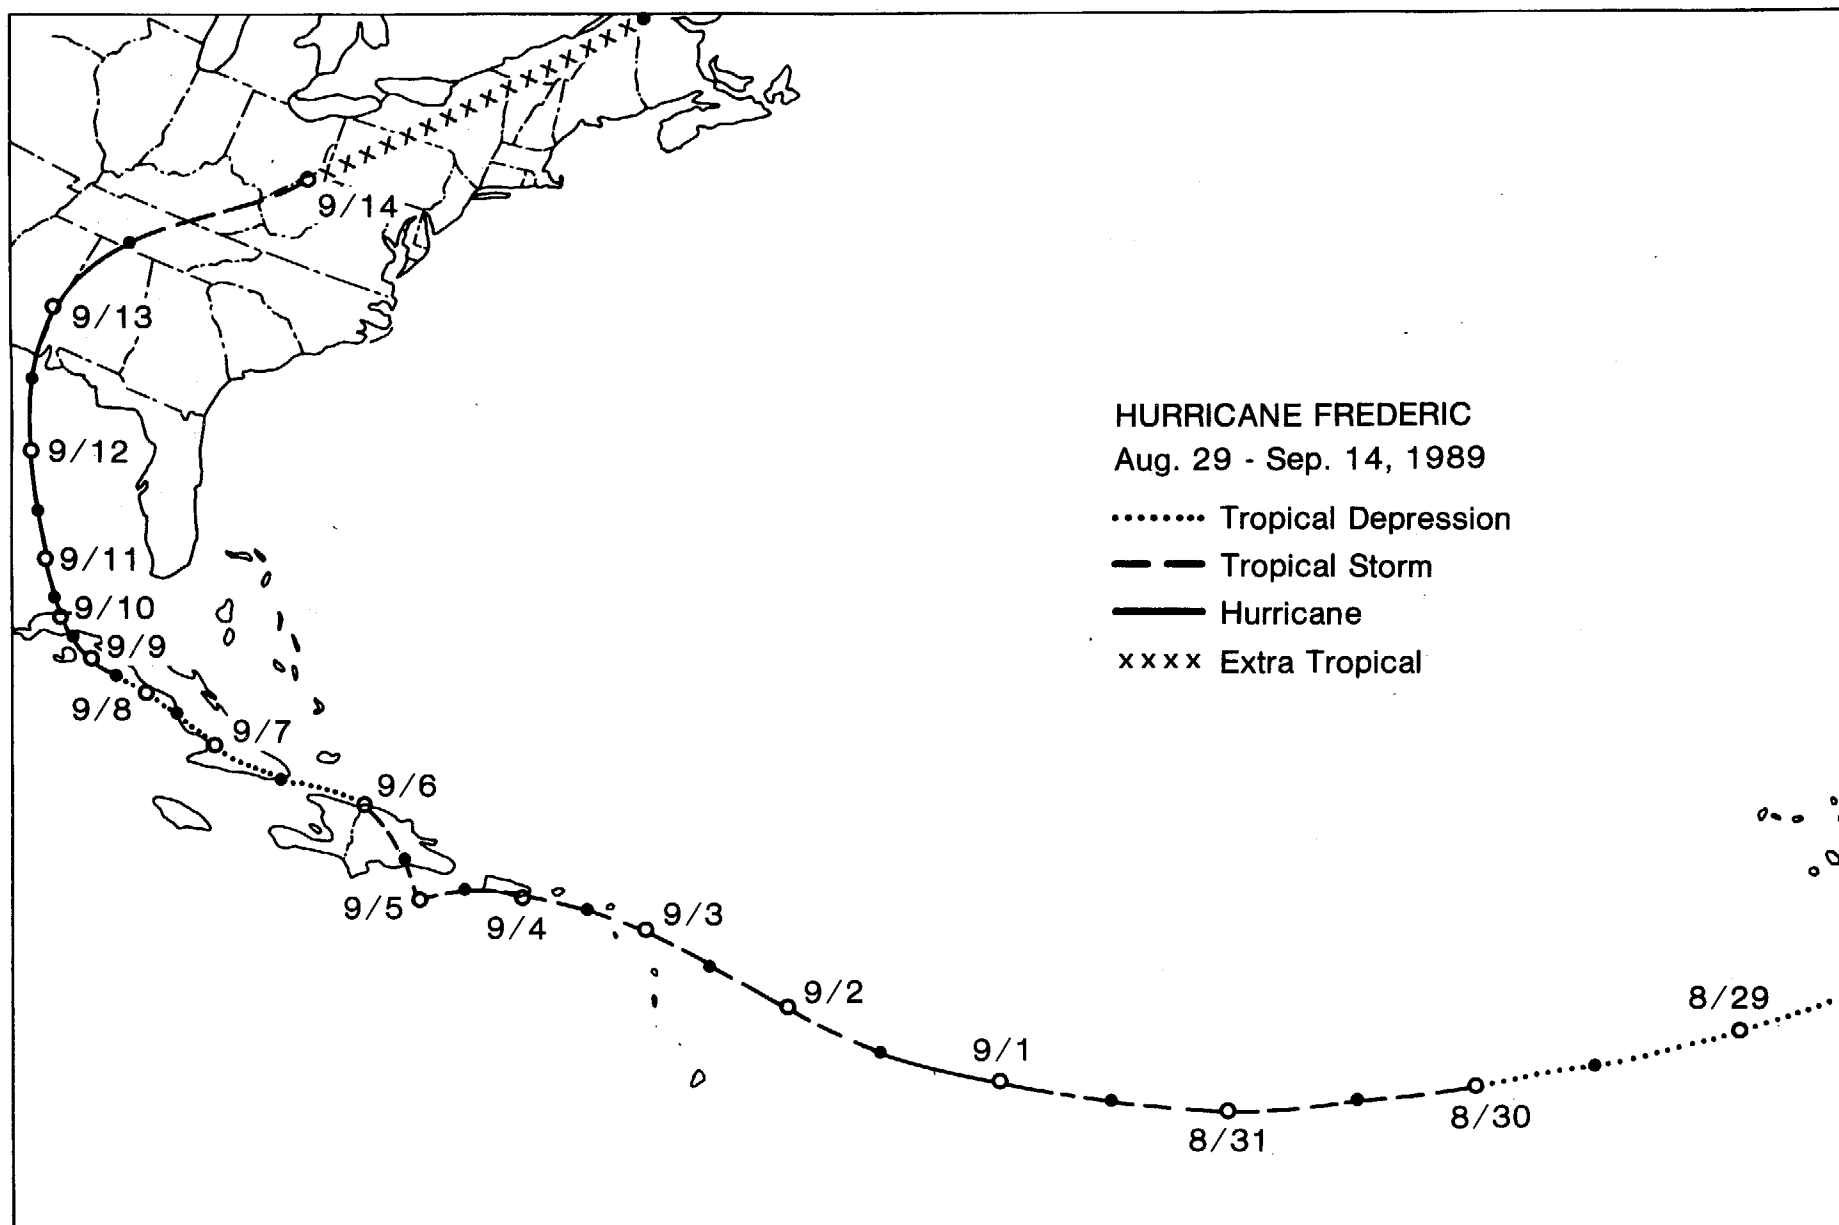 9/14
9/13
HURRICANE FREDERIC
Aug. 29 - Sep. 14, 1989
9/12
Tropical Depression
9/11
Tropical Storm
9/10
Hurricane
9/9
xxxx Extra Tropical
9/8
9/7
9/6
9/5
9/4
9/3
9/2
8/29
9/1
8/30
8/31